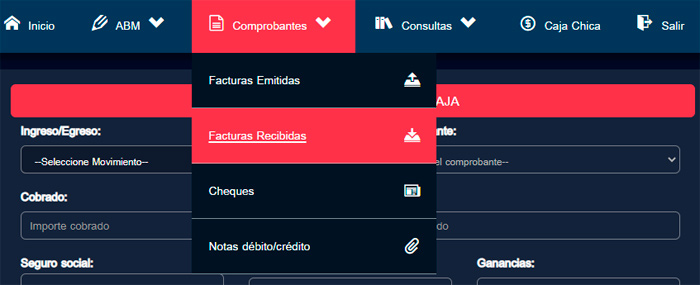 Inicio
ABM
Comprobantes
Consultas
Caja Chica
Salir
Facturas Emitidas
AJA
Ingreso/Egreso:
Facturas Recibidas
nte:
--Seleccione Movimiento--
el comprobante--
Cobrado:
Cheques
Importe cobrado
do
Notas débito/crédito
Seguro social:
Ganancias: